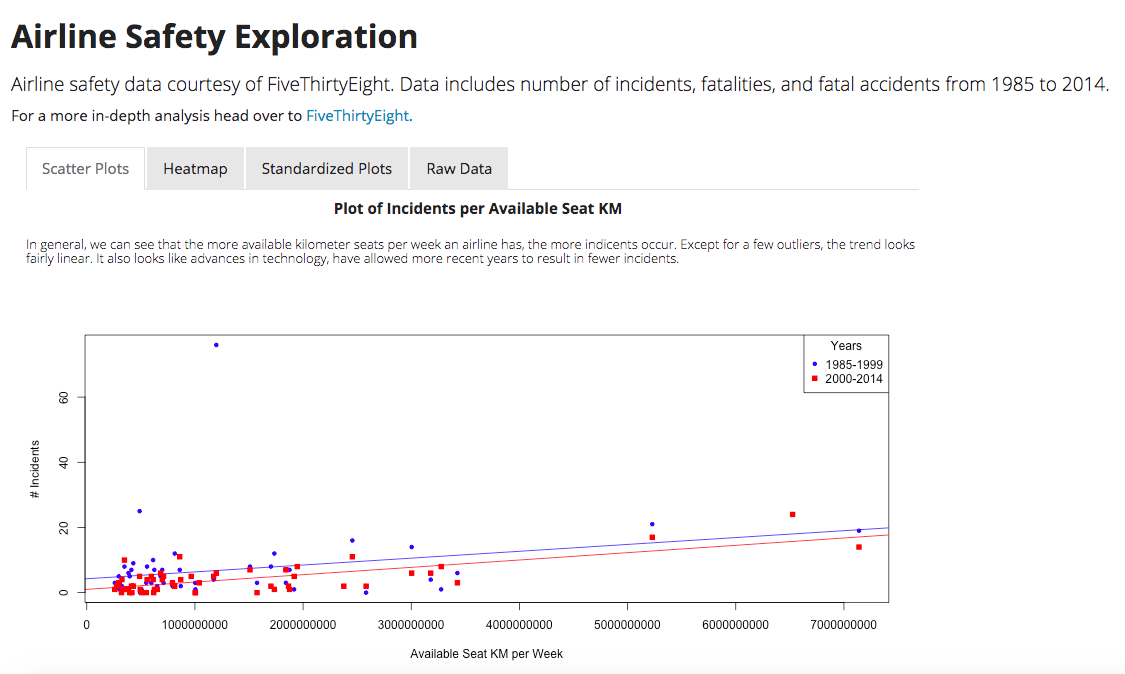 Airline Safety Exploration
Airline safety data courtesy of FiveThirtyEight. Data includes number of incidents, fatalities, and fatal accidents from 1985 to 2014.
For a more in-depth analysis head over to FiveThirtyEight.
Scatter Plots Heatmap Standardized Plots Raw Data
Plot of Incidents per Available Seat KM
In general, we can see that the more available kilometer seats per week an airline has, the more indicents occur. Except for a few outliers, the trend looks
fairly linear. It also looks like advances in technology, have allowed more recent years to result in fewer incidents.
Years
1985-1999
2000-2014
# Incidents
60
40
20
0
0 1000000000 2000000000 3000000000 4000000000 5000000000 6000000000 7000000000
Available Seat KM per Week